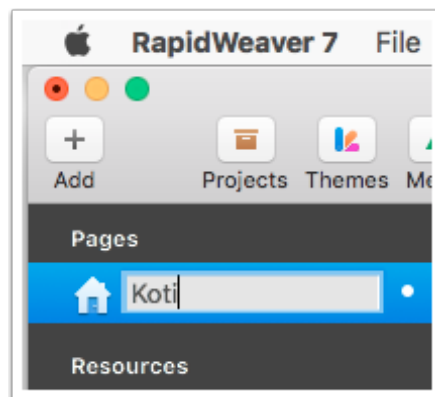 RapidWeaver 7 File
Add Projects Themes
Pages
Koti
Resources